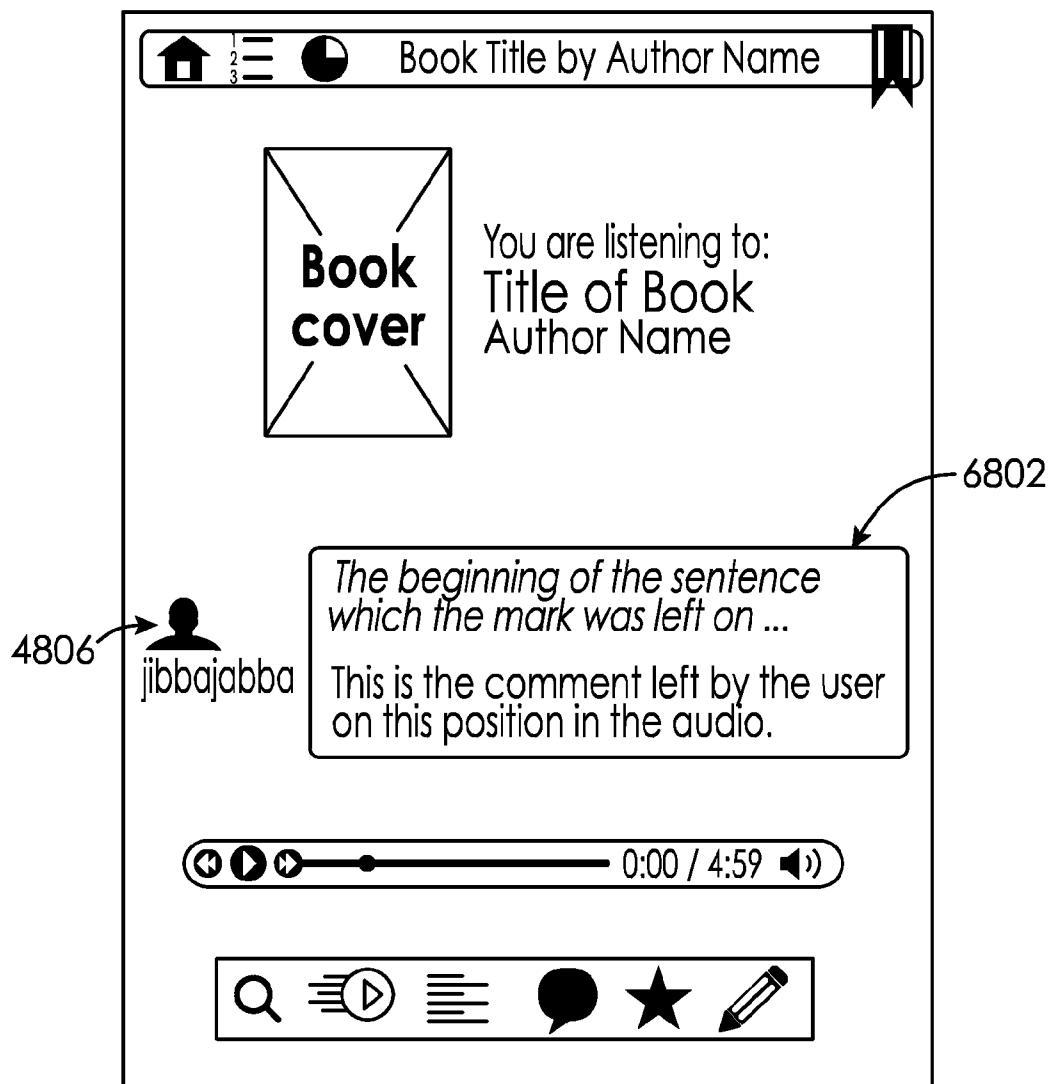 1
2
3
Book Title by Author Name
Book
cover
You are listening to:
Title of Book
Author Name
6802
The beginning of the sentence
which the mark was left on ...
4806
jibbajabba
This is the comment left by the user
on this position in the audio.
0:00 / 4:59